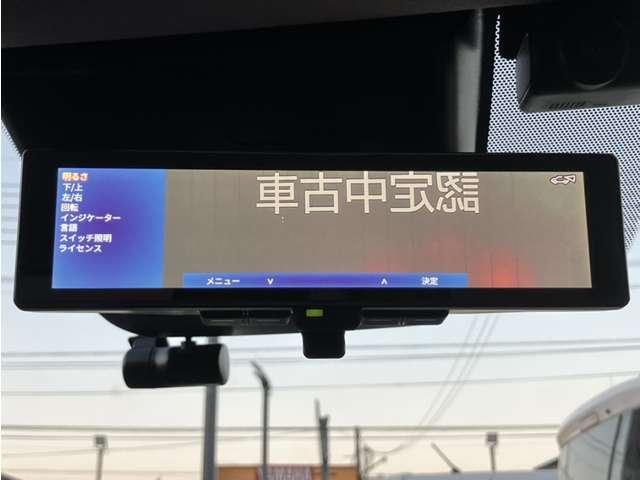 明るさ
下/上
左/右
回転
インジケーター
言語
スイッチ照明
ライセンス
車古中定認
メニュー ∨ ∧ 決定